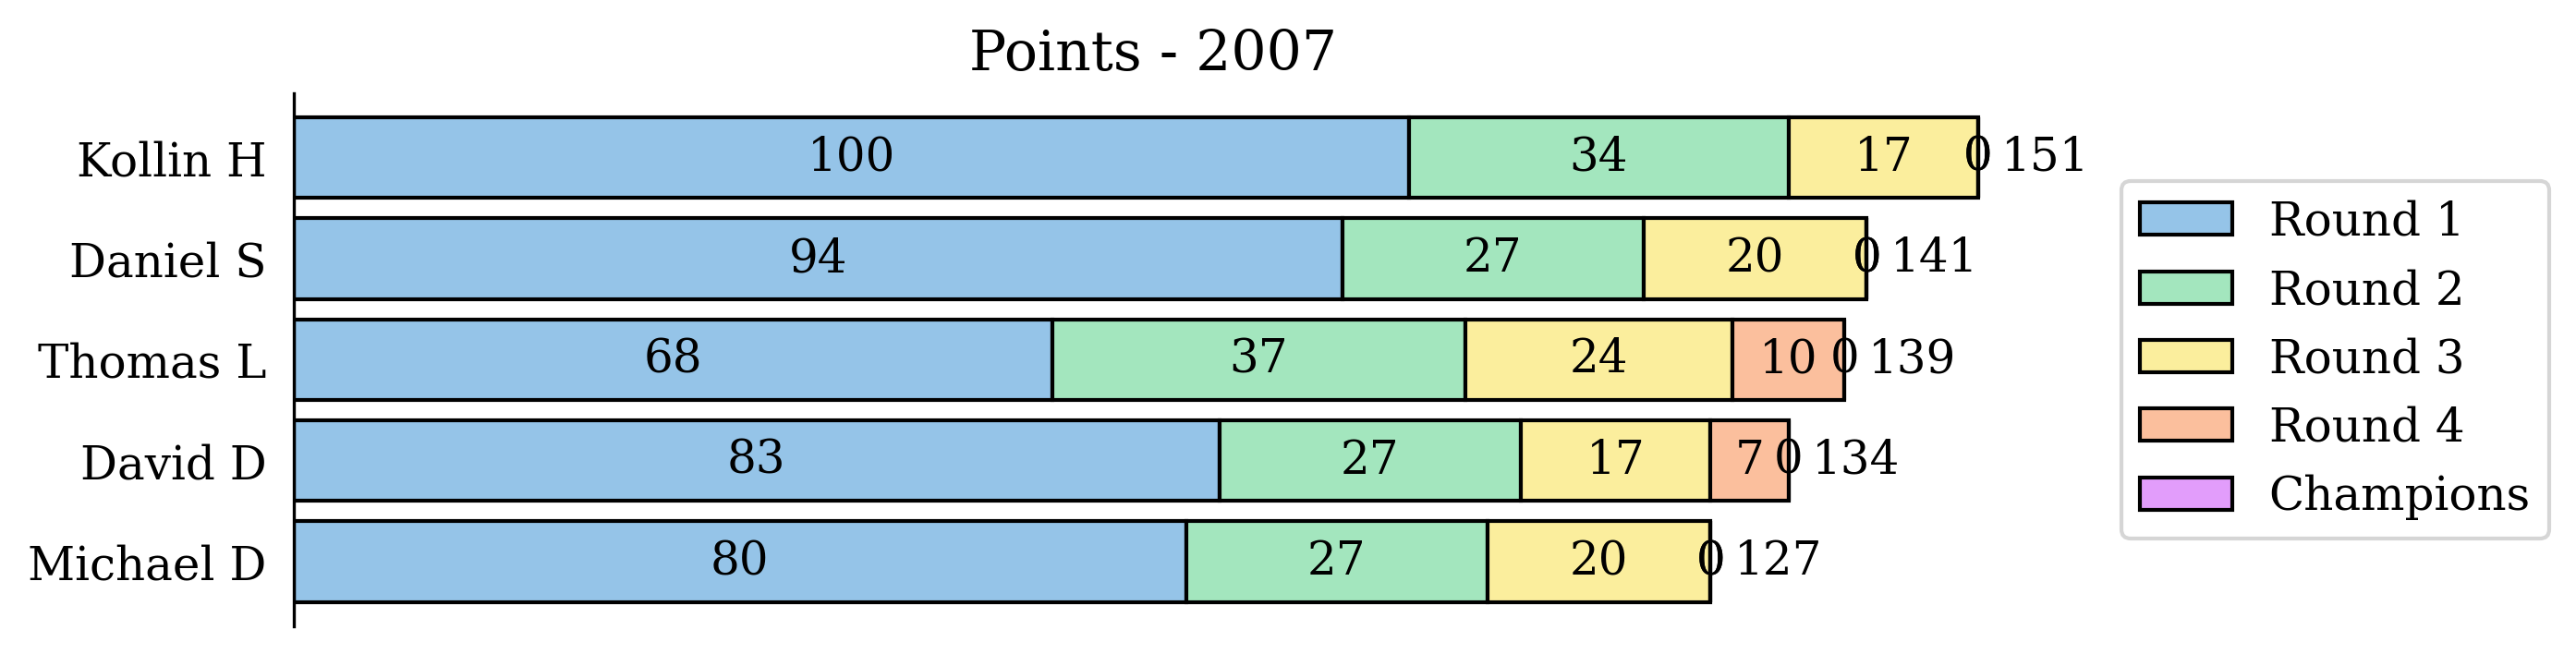 Points - 2007
Kollin H 100 34 17 0 151
Daniel S 94 27 20 0 141
Thomas L 68 37 24 10 0 139
David D 83 27 17 7 0 134
Michael D 80 27 20 0 127
Round 1
Round 2
Round 3
Round 4
Champions